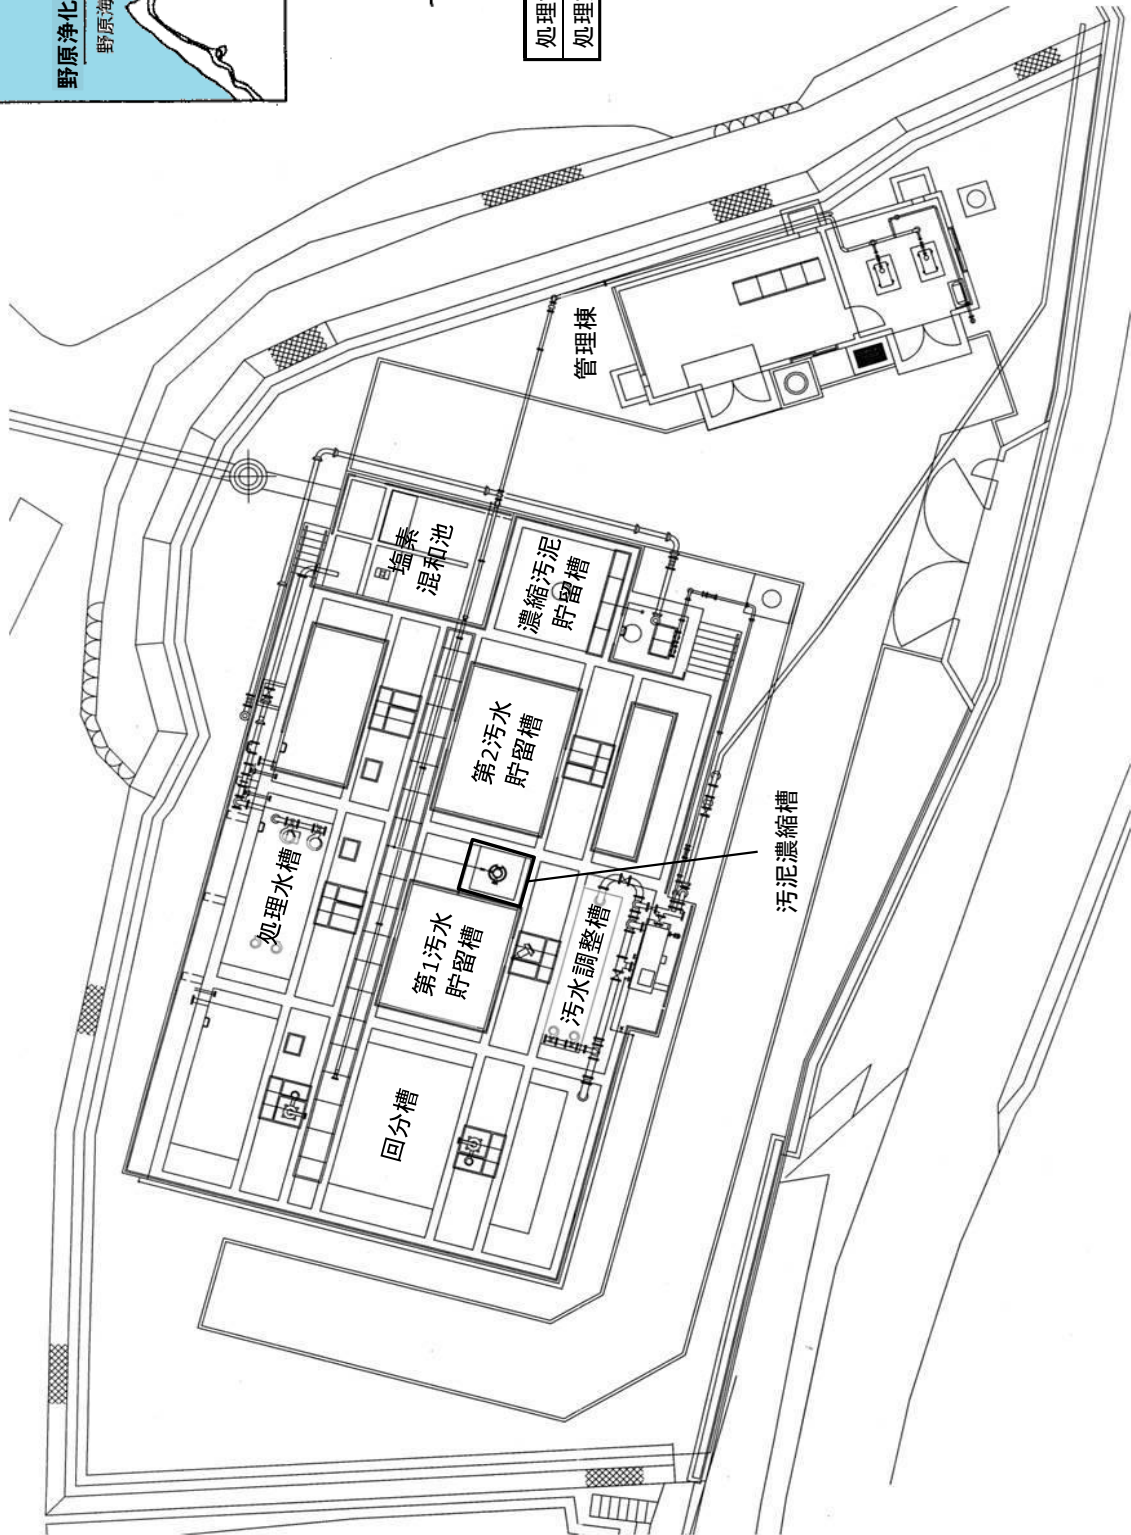 野原浄化
野原海
処理
処理
管理棟
塩素
混和池
濃縮汚泥
貯留槽
第2汚水
貯留槽
処理水槽
第1汚水
貯留槽
汚水調整槽
汚泥濃縮槽
回分槽